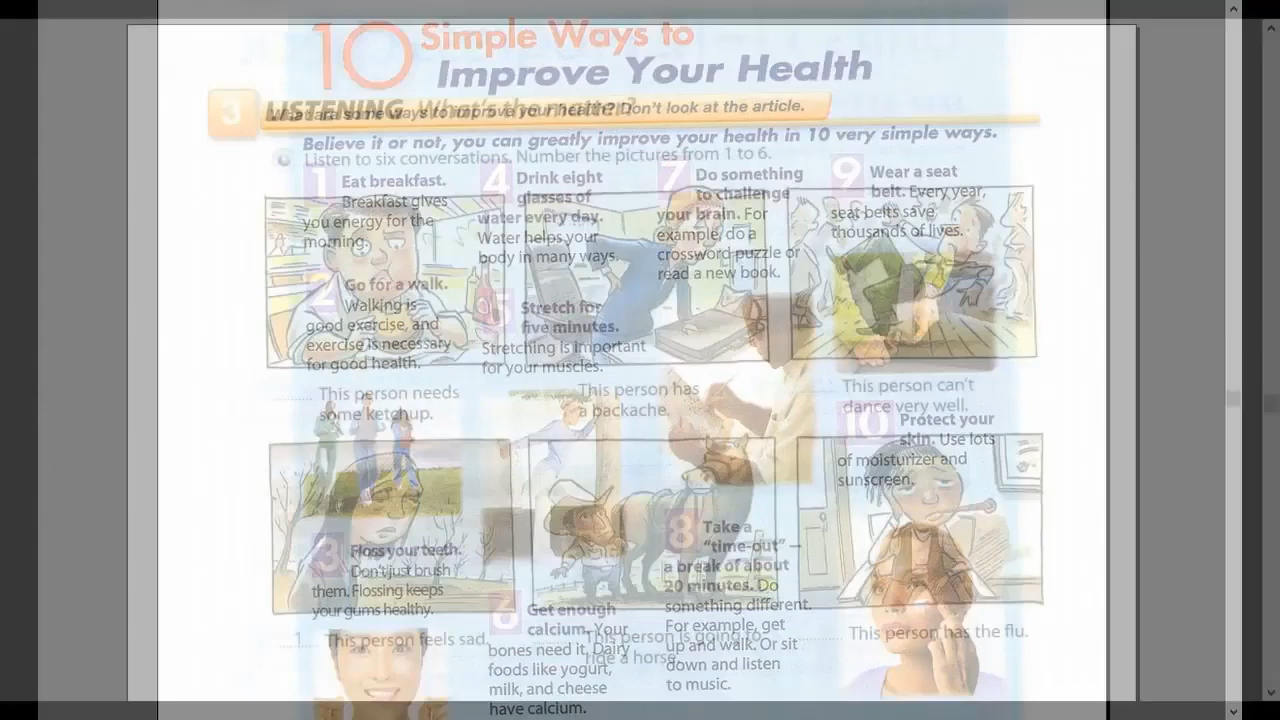 10 Simple Ways to
Improve Your Health
3 LISTENING What's the matter?
What are some ways to improve your health? Don't look at the article.
Believe it or not, you can greatly improve your health in 10 very simple ways.
Listen to six conversations. Number the pictures from 1 to 6.
1 Eat breakfast.
Breakfast gives
you energy for the
morning.
2 Go for a walk.
Walking is
good exercise, and
exercise is necessary
for good health.
3 Floss your teeth.
Don't just brush
them. Flossing keeps
your gums healthy.
4 Drink eight
glasses of
water every day.
Water helps your
body in many ways.
5 Stretch for
five minutes.
Stretching is important
for your muscles.
6 Get enough
calcium. Your
bones need it. Dairy
foods like yogurt,
milk, and cheese
have calcium.
7 Do something
to challenge
your brain. For
example, do a
crossword puzzle or
read a new book.
8 Take a
"time-out" –
a break of about
20 minutes. Do
something different.
For example, get
up and walk. Or sit
down and listen
to music.
9 Wear a seat
belt. Every year,
seat belts save
thousands of lives.
10 Protect your
skin. Use lots
of moisturizer and
sunscreen.
This person needs
some ketchup.
This person has
a backache.
This person can't
dance very well.
1 This person feels sad.
This person is going to
ride a horse.
This person has the flu.